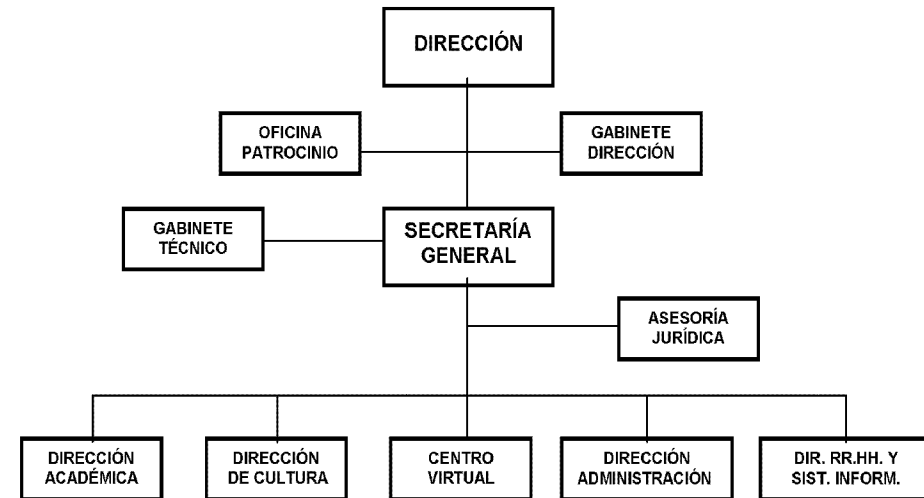 DIRECCIÓN
OFICINA
PATROCINIO
GABINETE
DIRECCIÓN
GABINETE
TÉCNICO
SECRETARÍA
GENERAL
ASESORÍA
JURÍDICA
DIRECCIÓN
ACADÉMICA
DIRECCIÓN
DE CULTURA
CENTRO
VIRTUAL
DIRECCIÓN
ADMINISTRACIÓN
DIR. RR.HH. Y
SIST. INFORM.